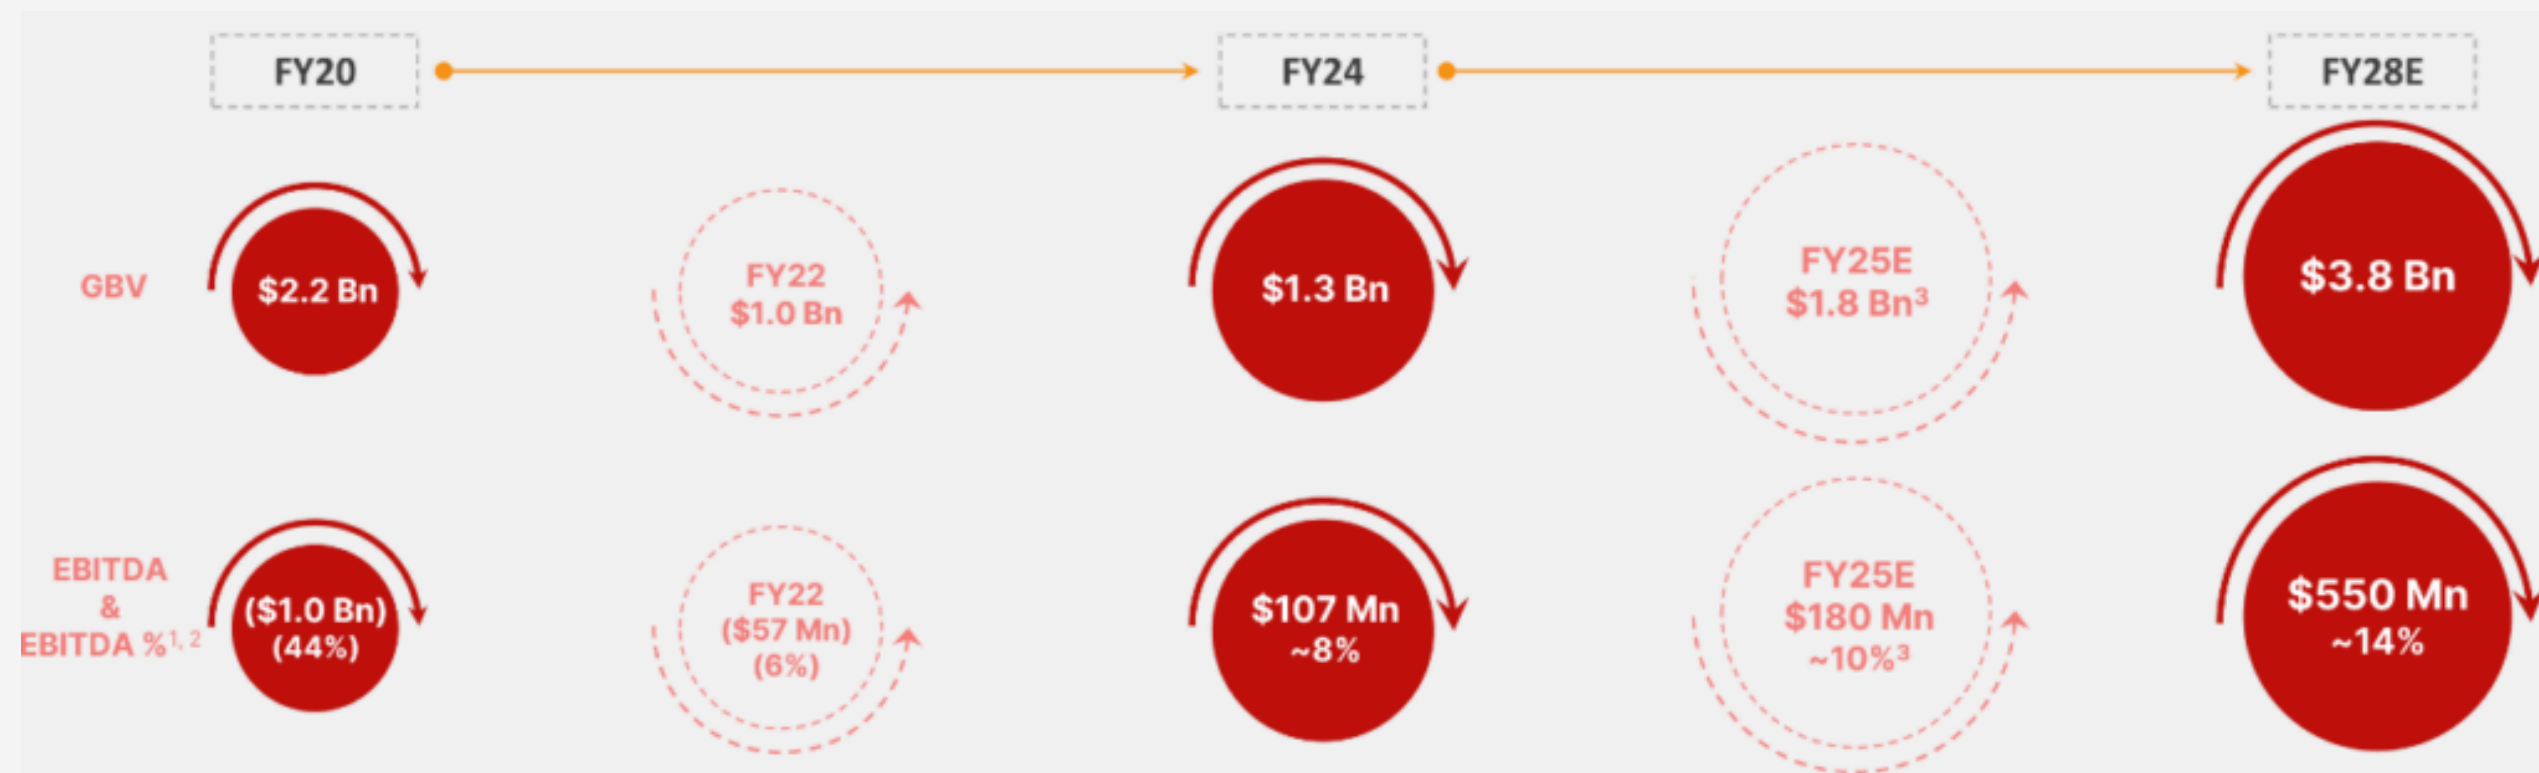 FY20
FY24
FY28E
GBV
$2.2 Bn
FY22
$1.0 Bn
$1.3 Bn
FY25E
$1.8 Bn³
$3.8 Bn
EBITDA
&
EBITDA %¹, ²
($1.0 Bn)
(44%)
FY22
($57 Mn)
(6%)
$107 Mn
~8%
FY25E
$180 Mn
~10%³
$550 Mn
~14%